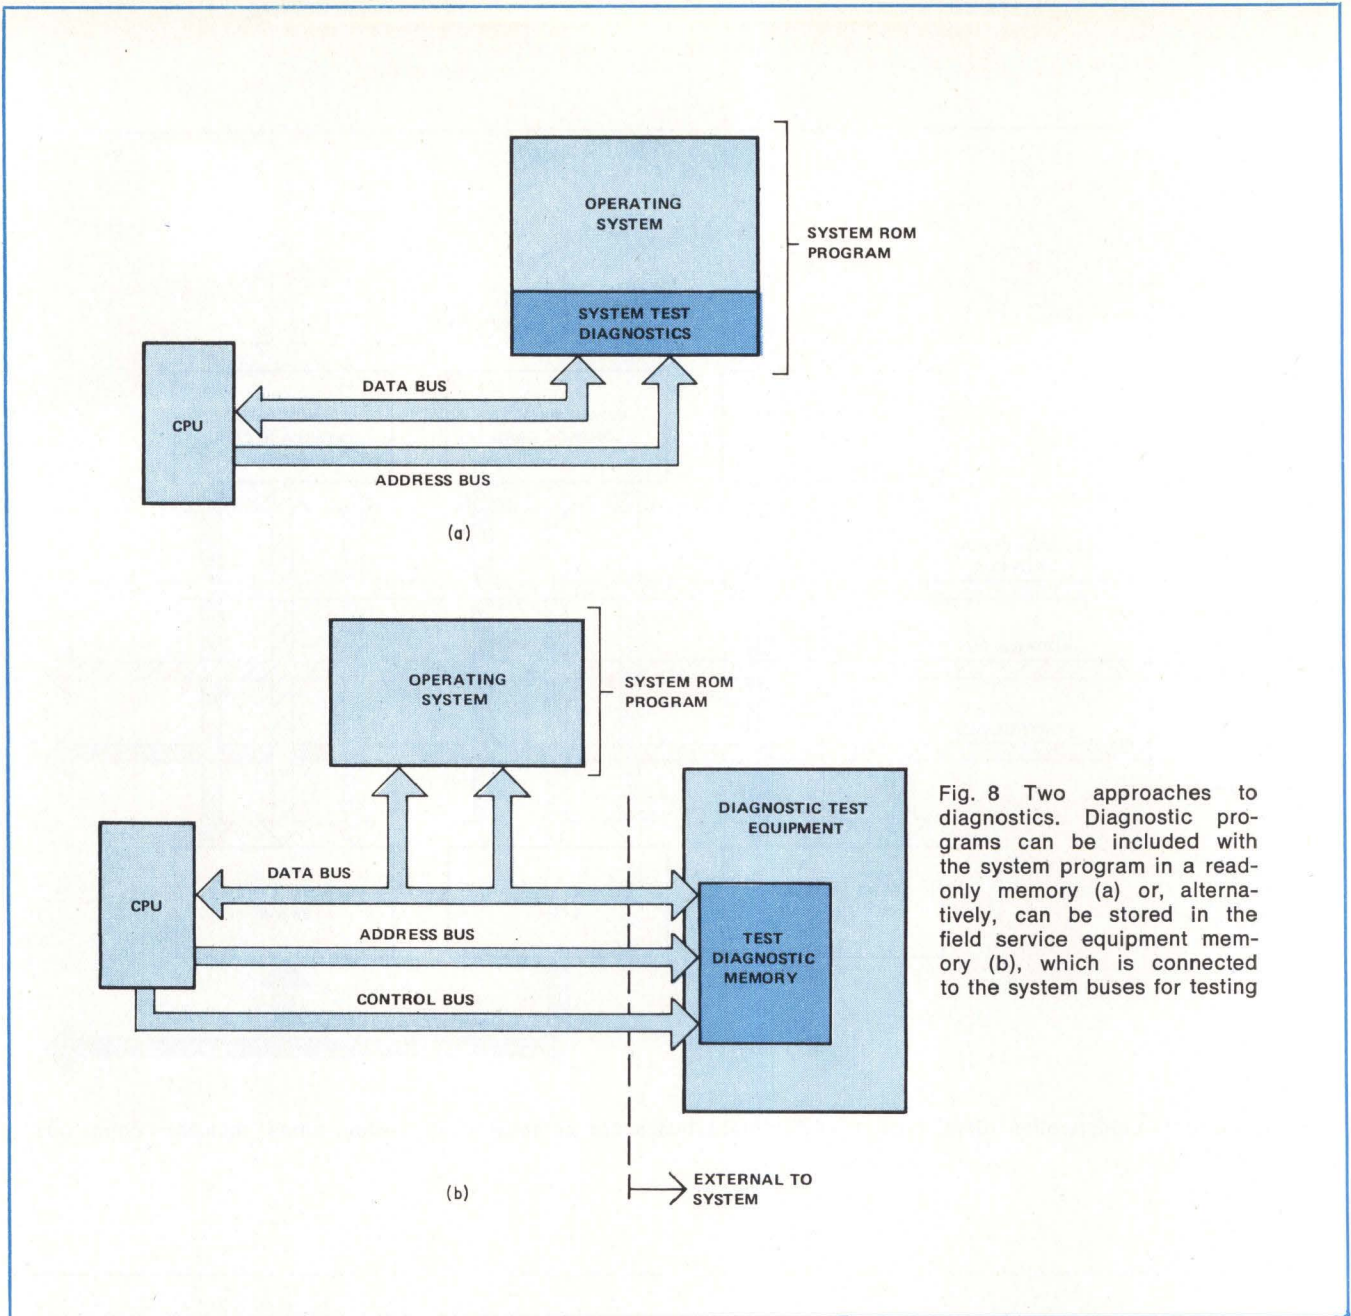 OPERATING
SYSTEM
SYSTEM ROM
PROGRAM
SYSTEM TEST
DIAGNOSTICS
DATA BUS
CPU
ADDRESS BUS
(a)
OPERATING
SYSTEM
SYSTEM ROM
PROGRAM
DIAGNOSTIC TEST
EQUIPMENT
DATA BUS
CPU
ADDRESS BUS
TEST
DIAGNOSTIC
MEMORY
CONTROL BUS
EXTERNAL TO
SYSTEM
(b)
Fig. 8 Two approaches to
diagnostics. Diagnostic pro-
grams can be included with
the system program in a read-
only memory (a) or, alterna-
tively, can be stored in the
field service equipment mem-
ory (b), which is connected
to the system buses for testing